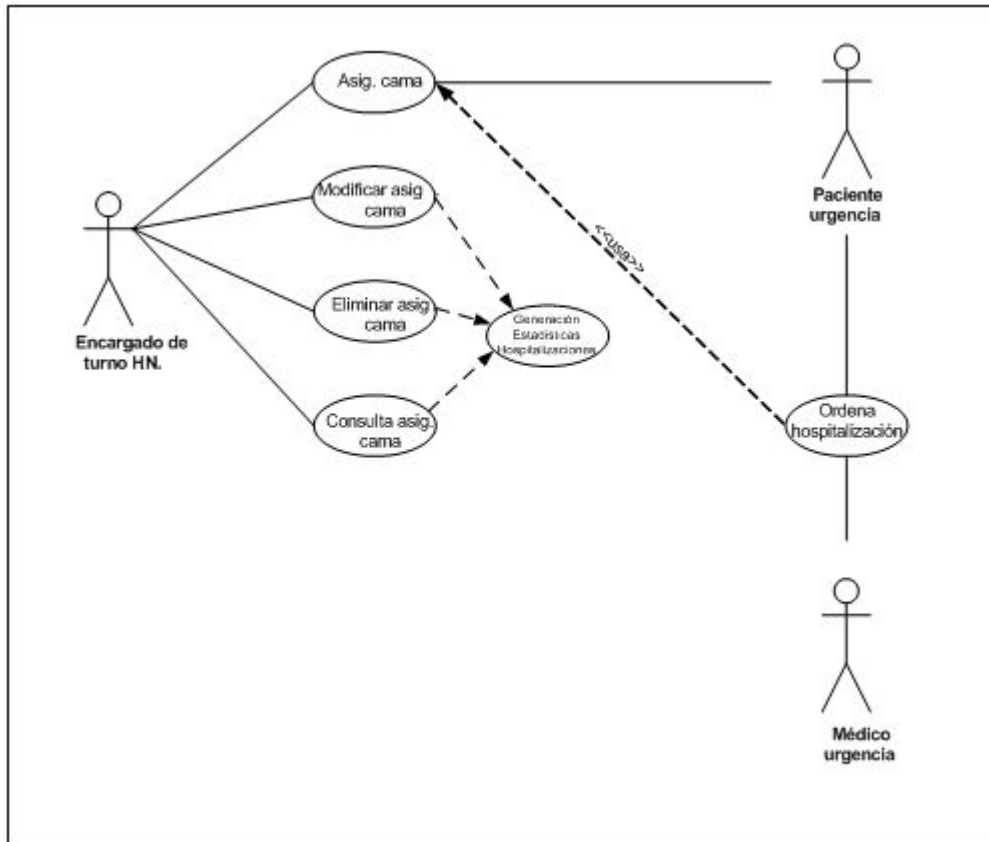 Asig. cama
Modificar asig
cama
Paciente
urgencia
<<use>>
Eliminar asig
cama
Generación
Estadísticas
Hospitalizaciones
Encargado de
turno HN.
Consulta asig.
cama
Ordena
hospitalización
Médico
urgencia